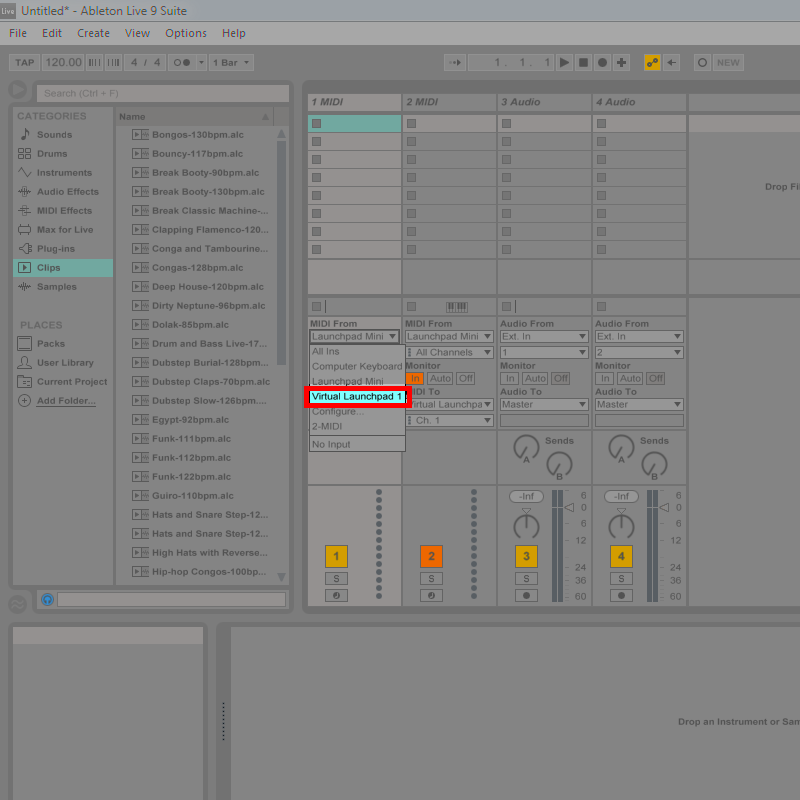 Live Untitled* - Ableton Live 9 Suite
File Edit Create View Options Help
TAP 120.00 4 / 4 1 Bar 1. 1. 1 NEW
Search (Ctrl + F)
CATEGORIES
Sounds
Drums
Instruments
Audio Effects
MIDI Effects
Max for Live
Plug-ins
Clips
Samples
PLACES
Packs
User Library
Current Project
Add Folder...
Name
Bongos-130bpm.alc
Bouncy-117bpm.alc
Break Booty-90bpm.alc
Break Booty-130bpm.alc
Break Classic Machine-...
Clapping Flamenco-120...
Conga and Tambourine...
Congas-128bpm.alc
Deep House-120bpm.alc
Dirty Neptune-96bpm.alc
Dolak-85bpm.alc
Drum and Bass Live-17...
Dubstep Burial-128bpm...
Dubstep Claps-70bpm.alc
Dubstep Slow-126bpm....
Egypt-92bpm.alc
Funk-111bpm.alc
Funk-112bpm.alc
Funk-122bpm.alc
Guiro-110bpm.alc
Hats and Snare Step-12...
Hats and Snare Step-12...
High Hats with Reverse...
Hip-hop Congos-100bp...
1 MIDI 2 MIDI 3 Audio 4 Audio
Drop Fi
MIDI From MIDI From Audio From Audio From
Launchpad Mini Launchpad Mini Ext. In Ext. In
All Ins
Computer Keyboard
Launchpad Mini
Virtual Launchpad 1
Configure...
2-MIDI
No Input
All Channels 1 2
Monitor Monitor Monitor
In Auto Off In Auto Off In Auto Off
MIDI To Audio To Audio To
Virtual Launchpa Master Master
Ch. 1
Sends Sends
A B A B
-Inf -Inf
6 0 6 12 24 36 60
6 0 6 12 24 36 60
1 2 3 4
S S S S
Drop an Instrument or Sam